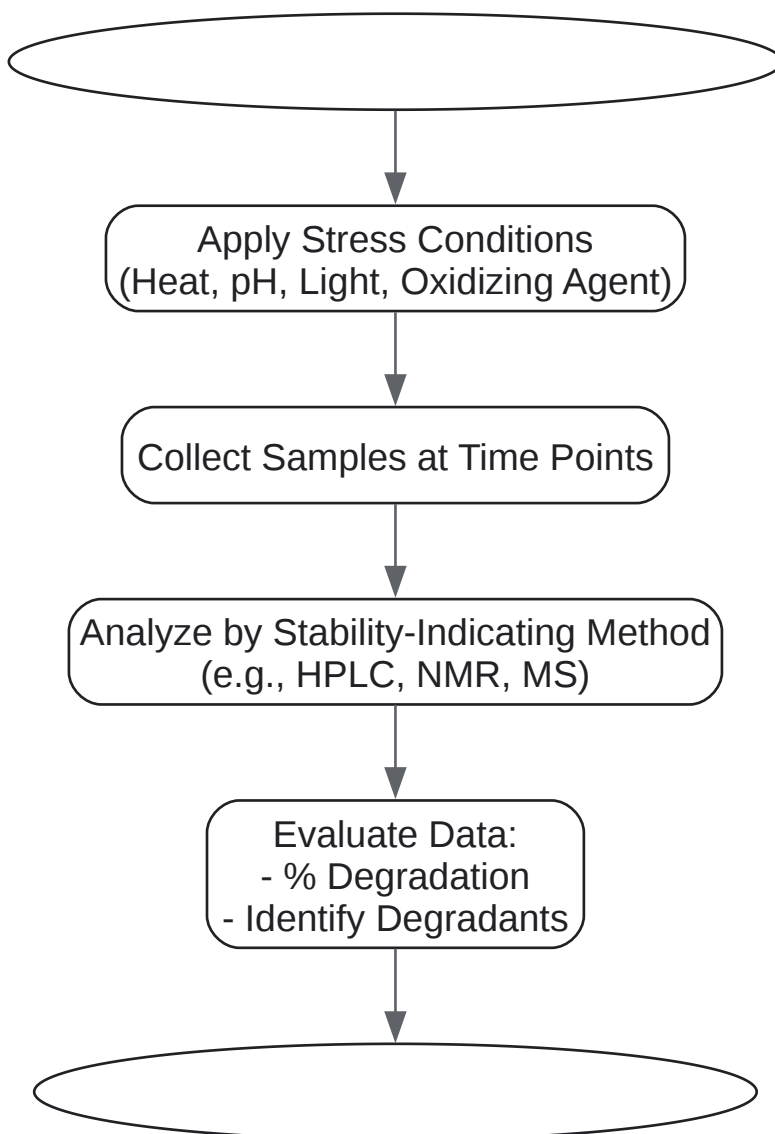 Apply Stress Conditions
(Heat, pH, Light, Oxidizing Agent)
Collect Samples at Time Points
Analyze by Stability-Indicating Method
(e.g., HPLC, NMR, MS)
Evaluate Data:
- % Degradation
- Identify Degradants